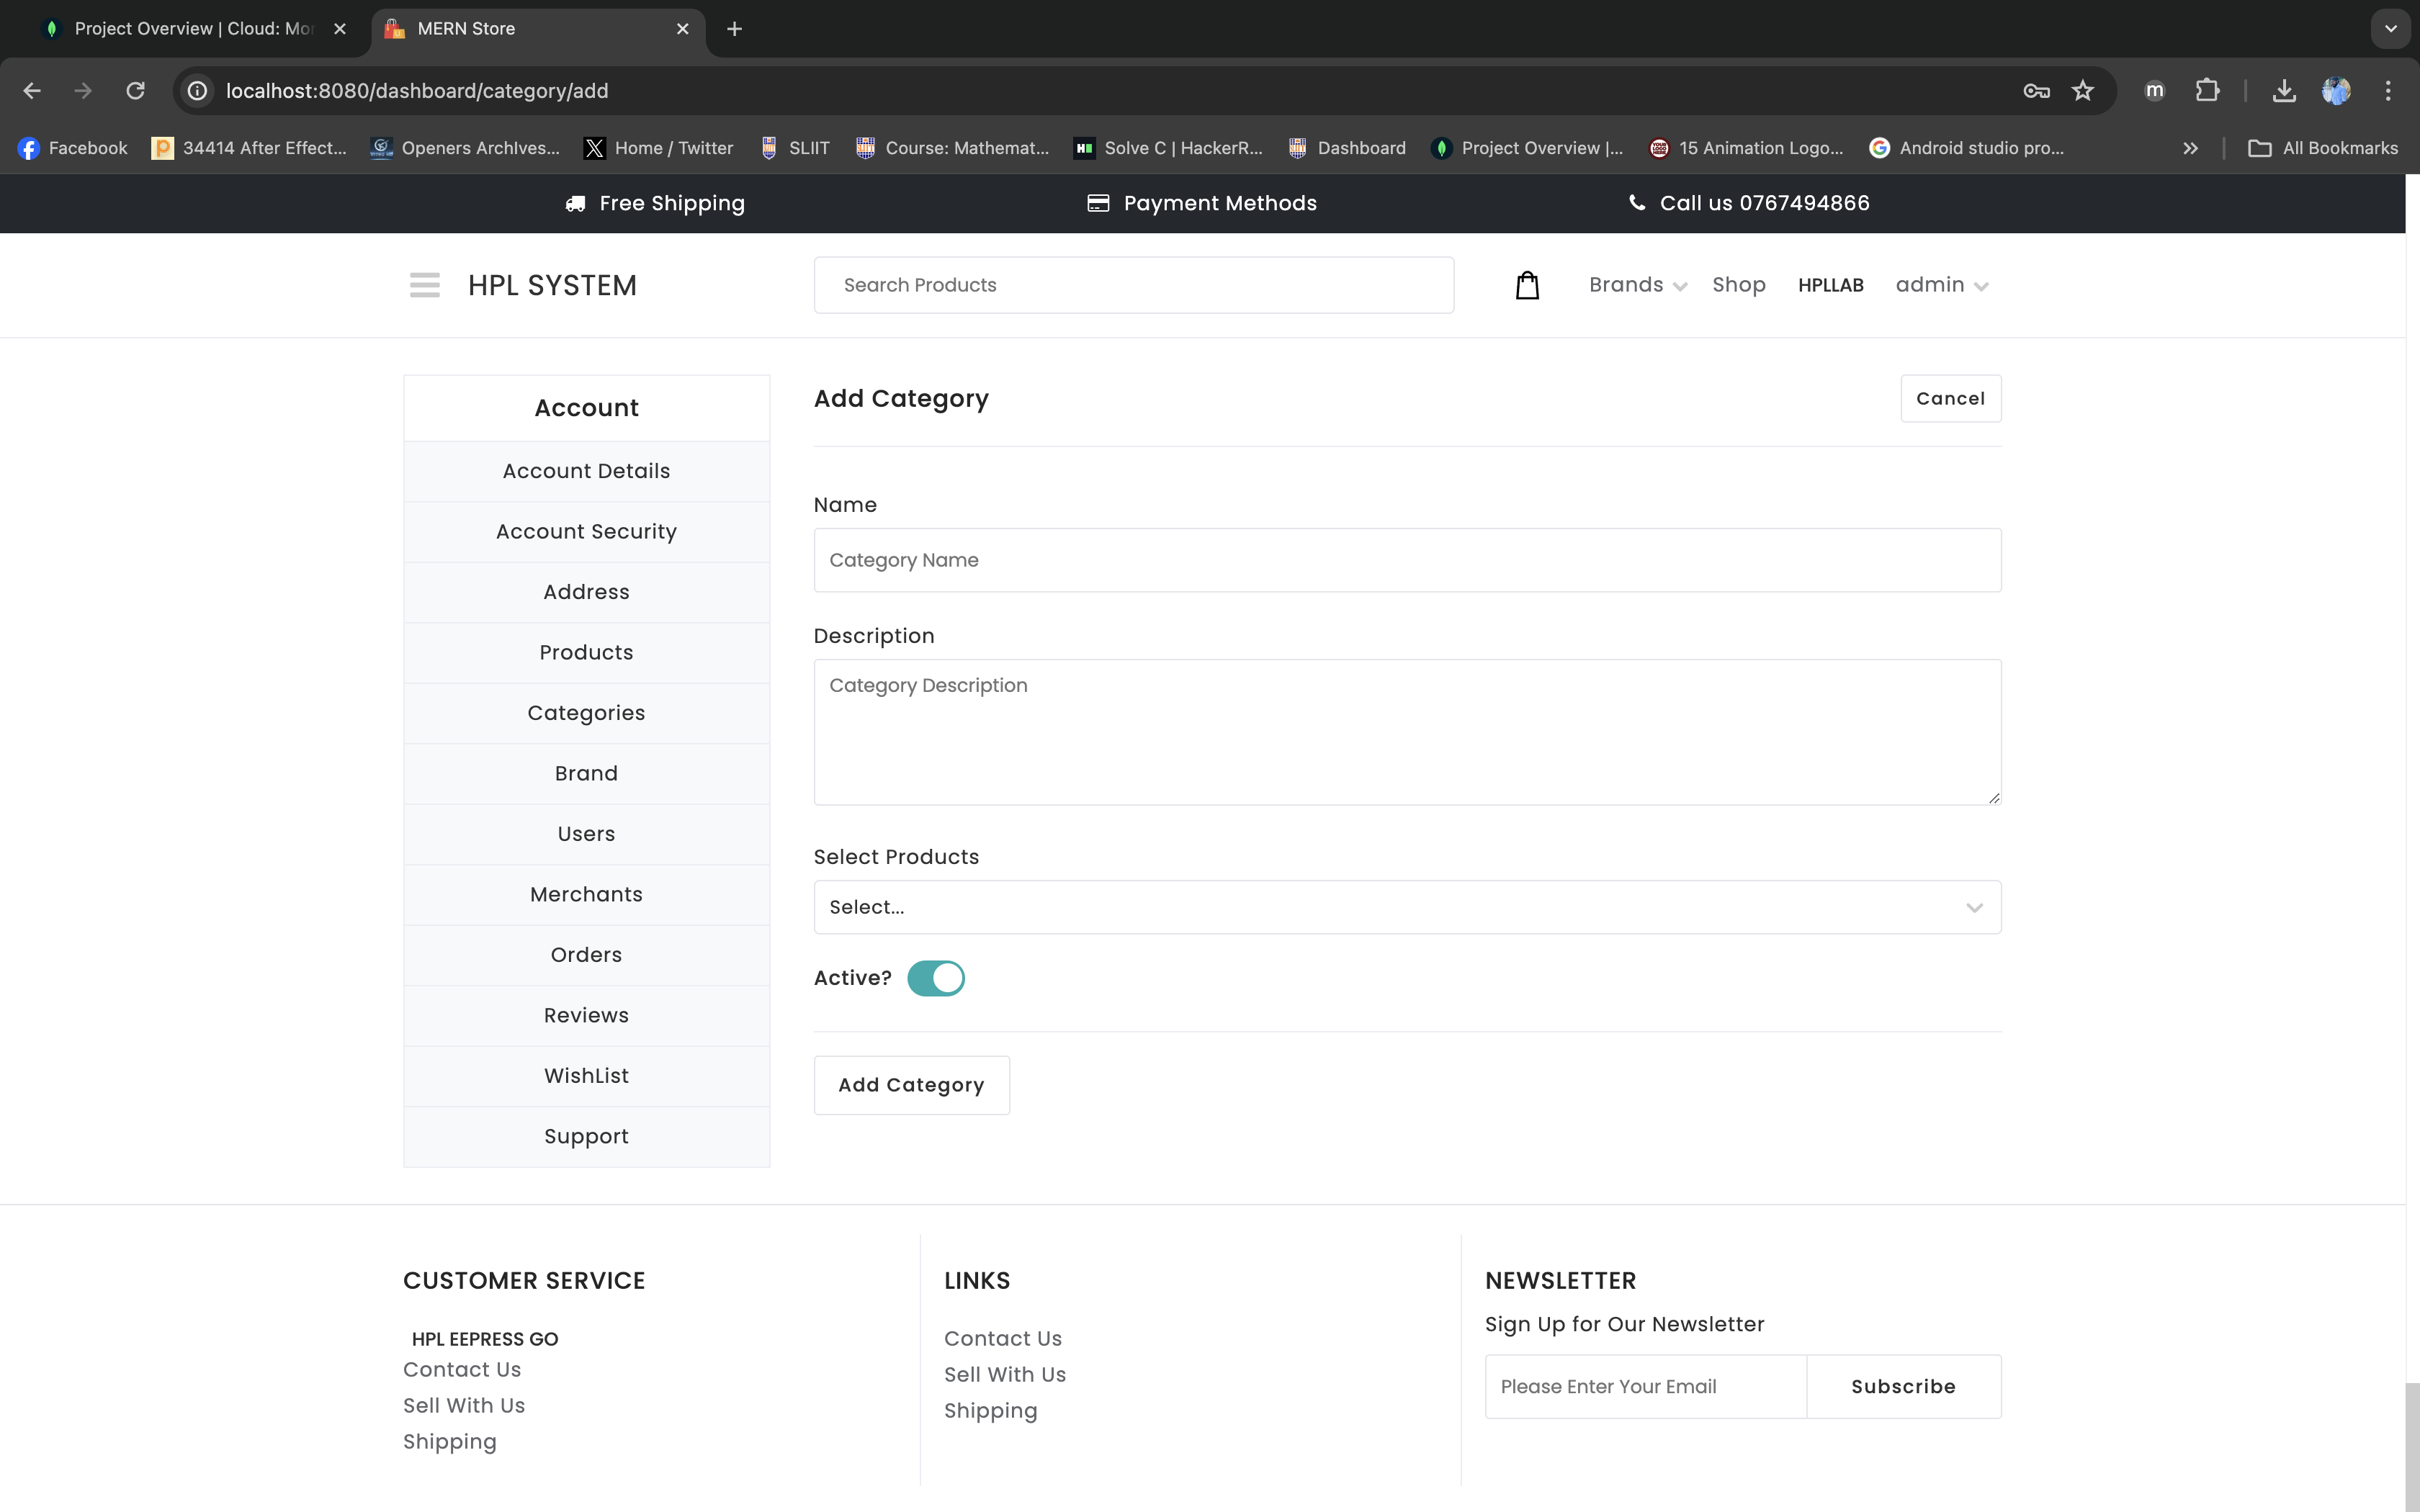 Project Overview | Cloud: Mon
MERN Store
localhost:8080/dashboard/category/add
m
Facebook
34414 After Effect...
Openers ArchIves...
Home / Twitter
SLIIT
Course: Mathemat...
Solve C | HackerR...
Dashboard
Project Overview |...
15 Animation Logo...
Android studio pro...
All Bookmarks
Free Shipping
Payment Methods
Call us 0767494866
HPL SYSTEM
Search Products
Brands
Shop
HPLLAB
admin
Account
Account Details
Account Security
Address
Products
Categories
Brand
Users
Merchants
Orders
Reviews
WishList
Support
Add Category
Cancel
Name
Category Name
Description
Category Description
Select Products
Select...
Active?
Add Category
CUSTOMER SERVICE
HPL EEPRESS GO
Contact Us
Sell With Us
Shipping
LINKS
Contact Us
Sell With Us
Shipping
NEWSLETTER
Sign Up for Our Newsletter
Please Enter Your Email
Subscribe